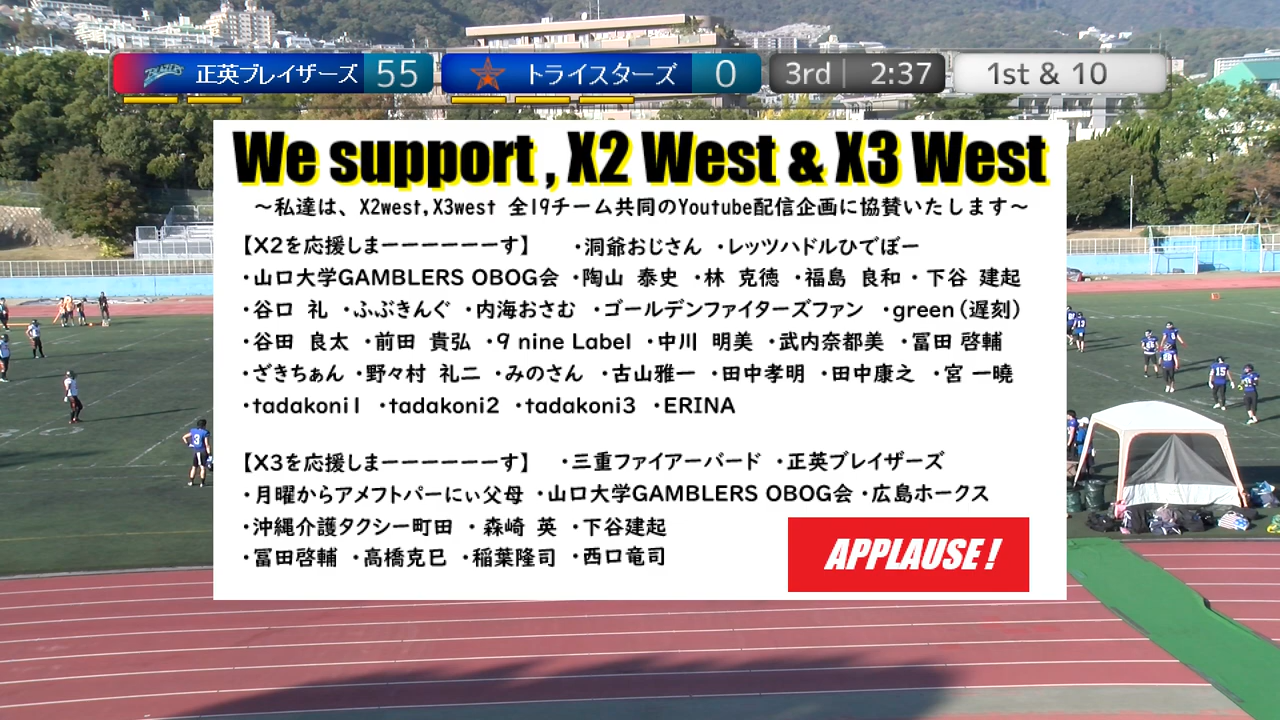 BLAZERS 正英ブレイザーズ 55 トライスターズ 0 3rd 2:37 1st & 10
We support , X2 West & X3 West
～私達は、X2west,X3west 全19チーム共同のYoutube配信企画に協賛いたします～
【X2を応援しまーーーーーーす】 ・洞爺おじさん ・レッツハドルひでぼー
・山口大学GAMBLERS OBOG会 ・陶山 泰史 ・林 克徳 ・福島 良和 ・下谷 建起
・谷口 礼 ・ふぶきんぐ ・内海おさむ ・ゴールデンファイターズファン ・green（遅刻）
・谷田 良太 ・前田 貴弘 ・9 nine Label ・中川 明美 ・武内奈都美 ・冨田 啓輔
・ざきちぁん ・野々村 礼二 ・みのさん ・古山雅一 ・田中孝明 ・田中康之 ・宮 一曉
・tadakoni1 ・tadakoni2 ・tadakoni3 ・ERINA
【X3を応援しまーーーーーーす】 ・三重ファイアーバード ・正英ブレイザーズ
・月曜からアメフトパーにぃ父母 ・山口大学GAMBLERS OBOG会 ・広島ホークス
・沖縄介護タクシー町田 ・森崎 英 ・下谷建起
・冨田啓輔 ・高橋克巳 ・稲葉隆司 ・西口竜司
APPLAUSE!
3
15